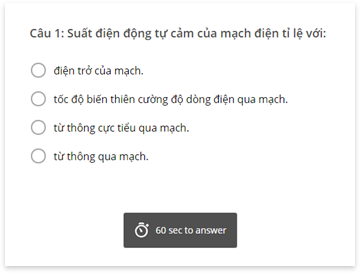 Câu 1: Suất điện động tự cảm của mạch điện tỉ lệ với:
điện trở của mạch.
tốc độ biến thiên cường độ dòng điện qua mạch.
từ thông cực tiểu qua mạch.
từ thông qua mạch.
60 sec to answer